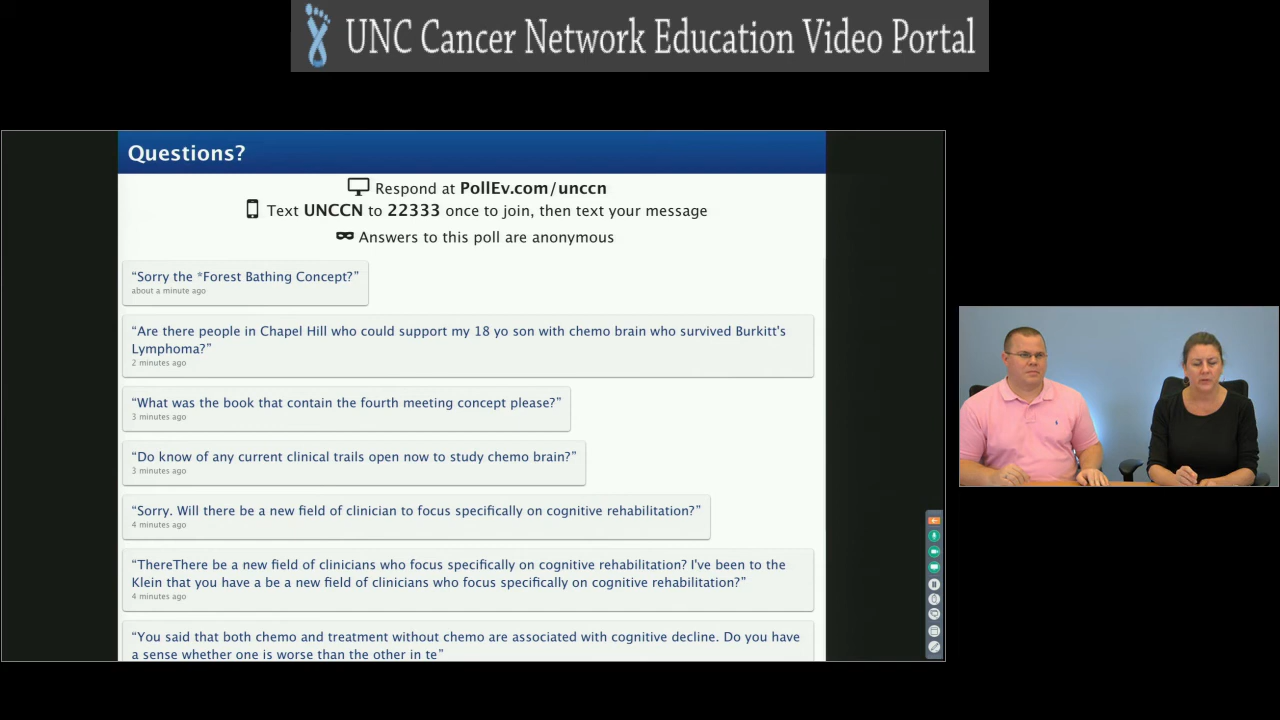 UNC Cancer Network Education Video Portal
Questions?
Respond at PollEv.com/unccn
Text UNCCN to 22333 once to join, then text your message
Answers to this poll are anonymous
“Sorry the *Forest Bathing Concept?”
about a minute ago
“Are there people in Chapel Hill who could support my 18 yo son with chemo brain who survived Burkitt's
Lymphoma?”
2 minutes ago
“What was the book that contain the fourth meeting concept please?”
3 minutes ago
“Do know of any current clinical trails open now to study chemo brain?”
3 minutes ago
“Sorry. Will there be a new field of clinician to focus specifically on cognitive rehabilitation?”
4 minutes ago
“ThereThere be a new field of clinicians who focus specifically on cognitive rehabilitation? I've been to the
Klein that you have a be a new field of clinicians who focus specifically on cognitive rehabilitation?”
4 minutes ago
“You said that both chemo and treatment without chemo are associated with cognitive decline. Do you have
a sense whether one is worse than the other in te”